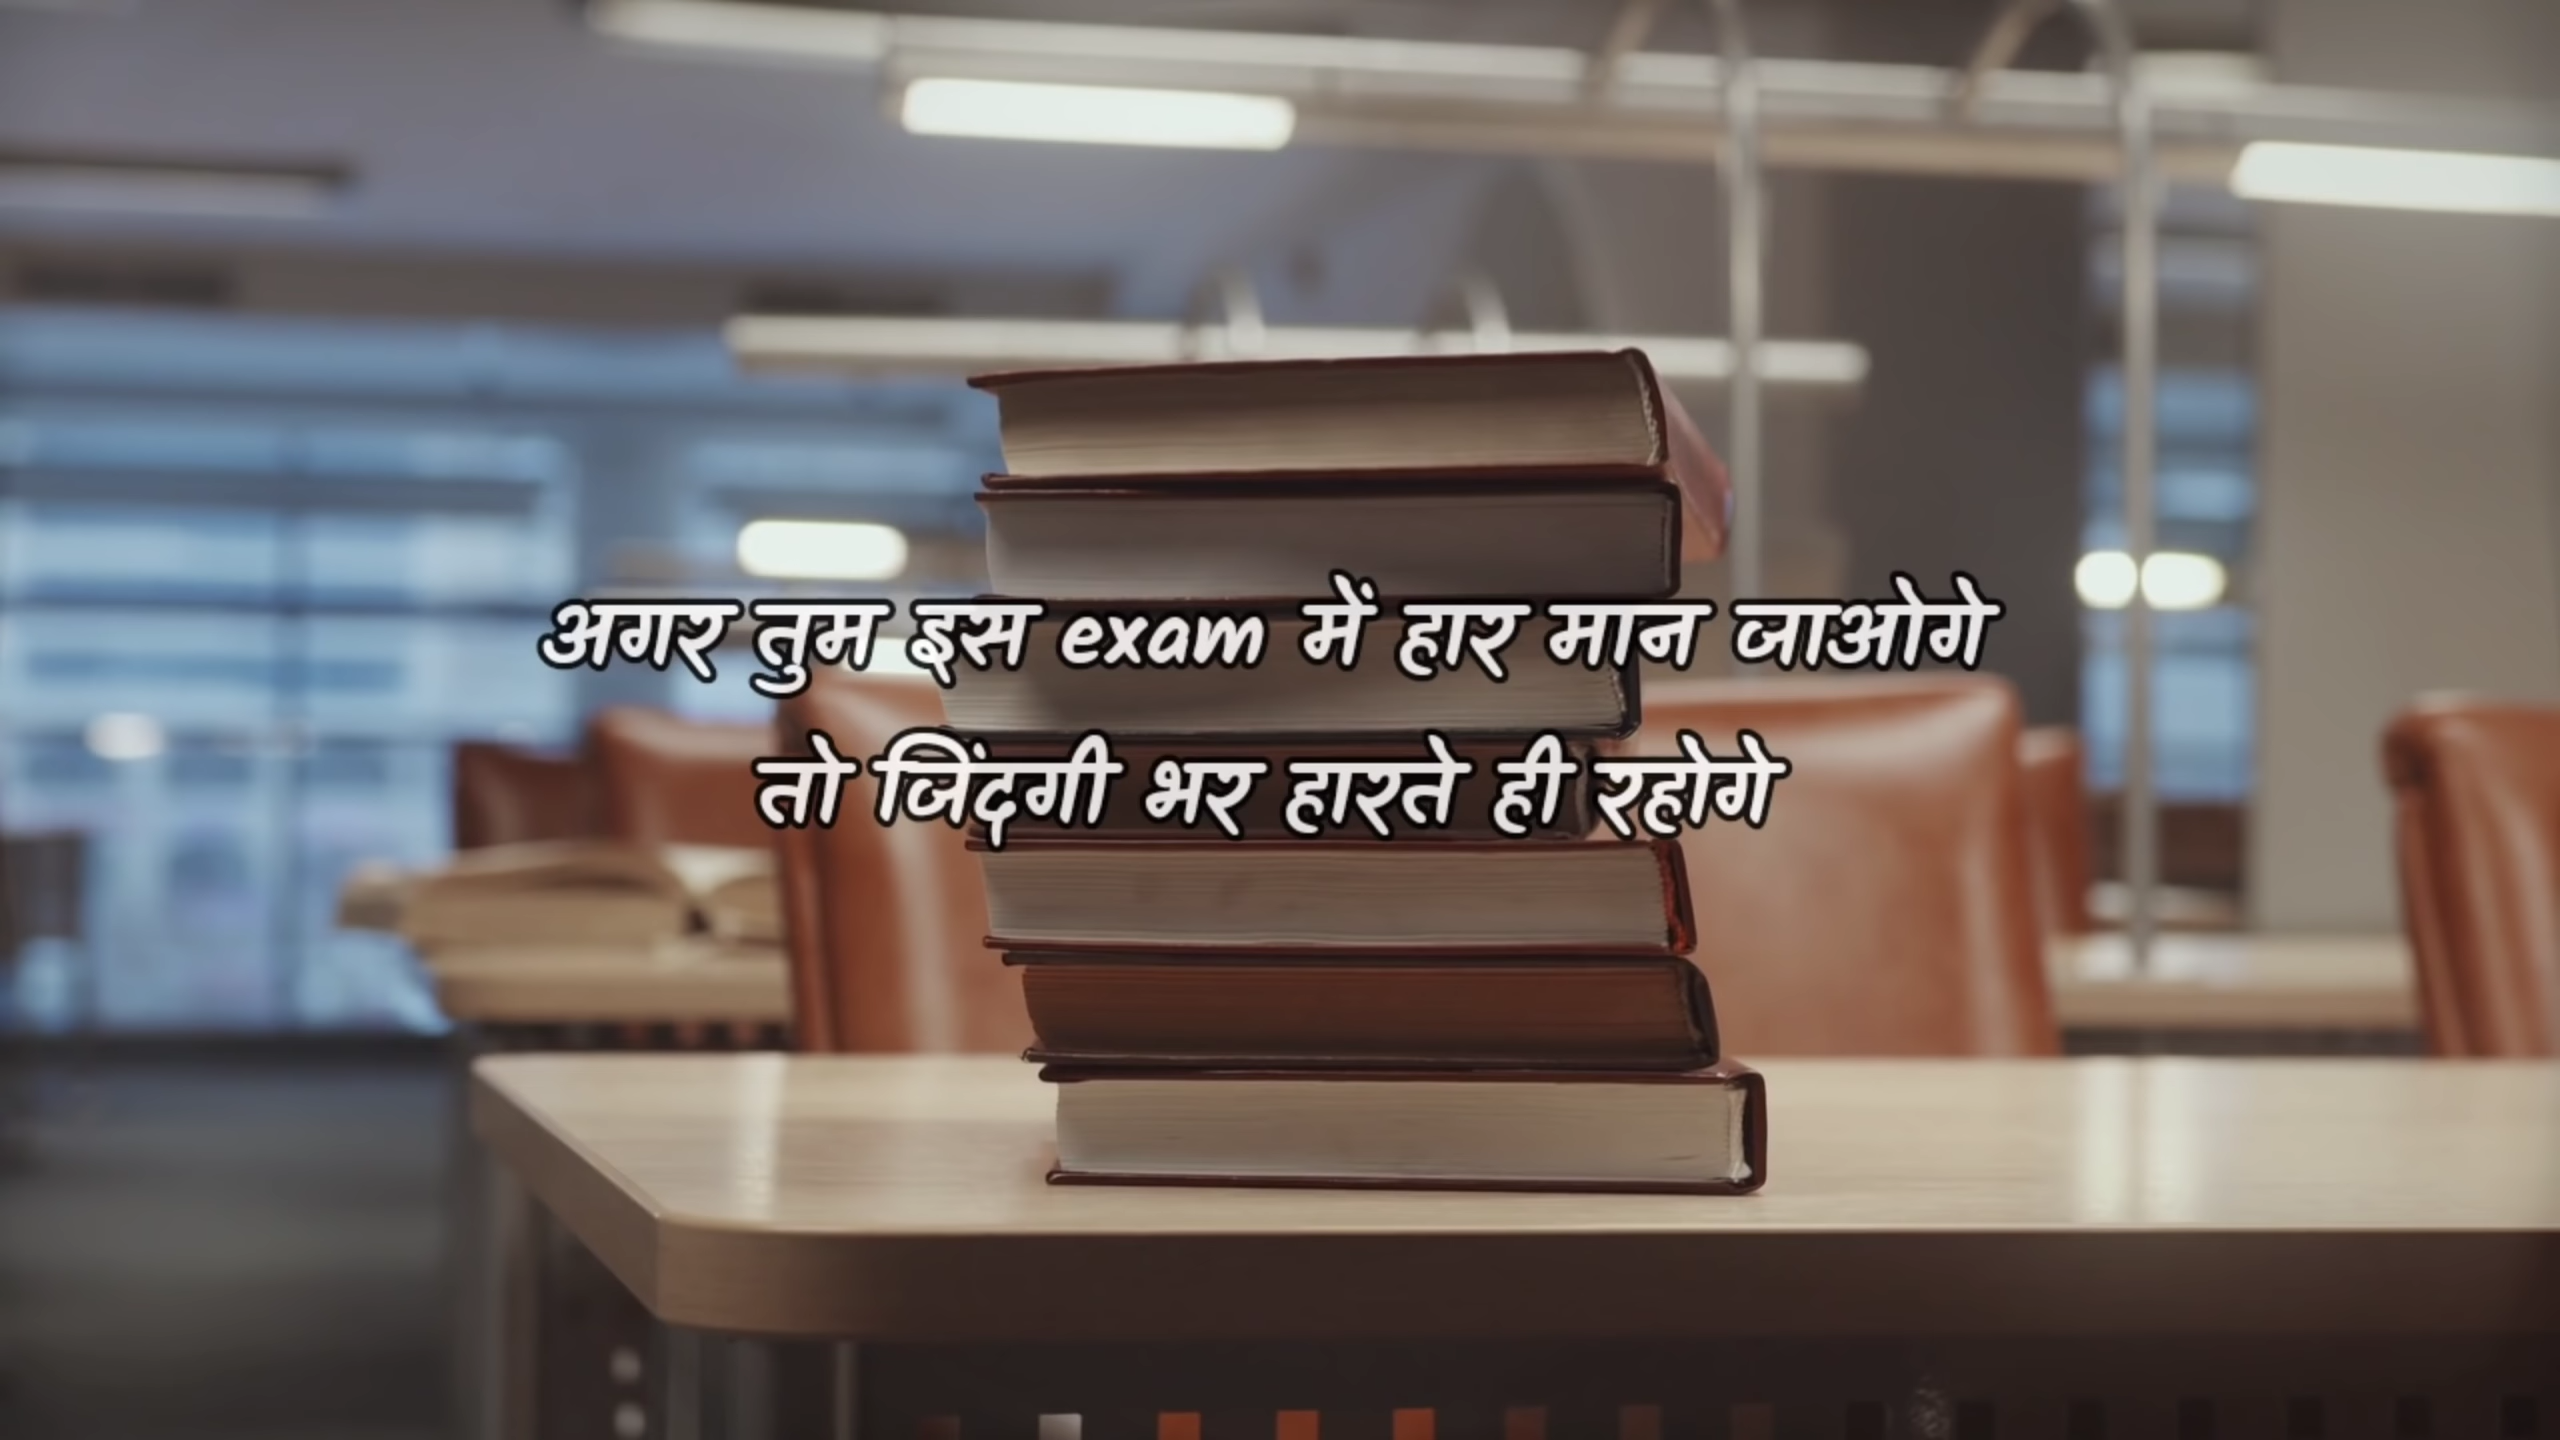 अगर तुम इस exam में हार मान जाओगे
तो जिंदगी भर हारते ही रहोगे